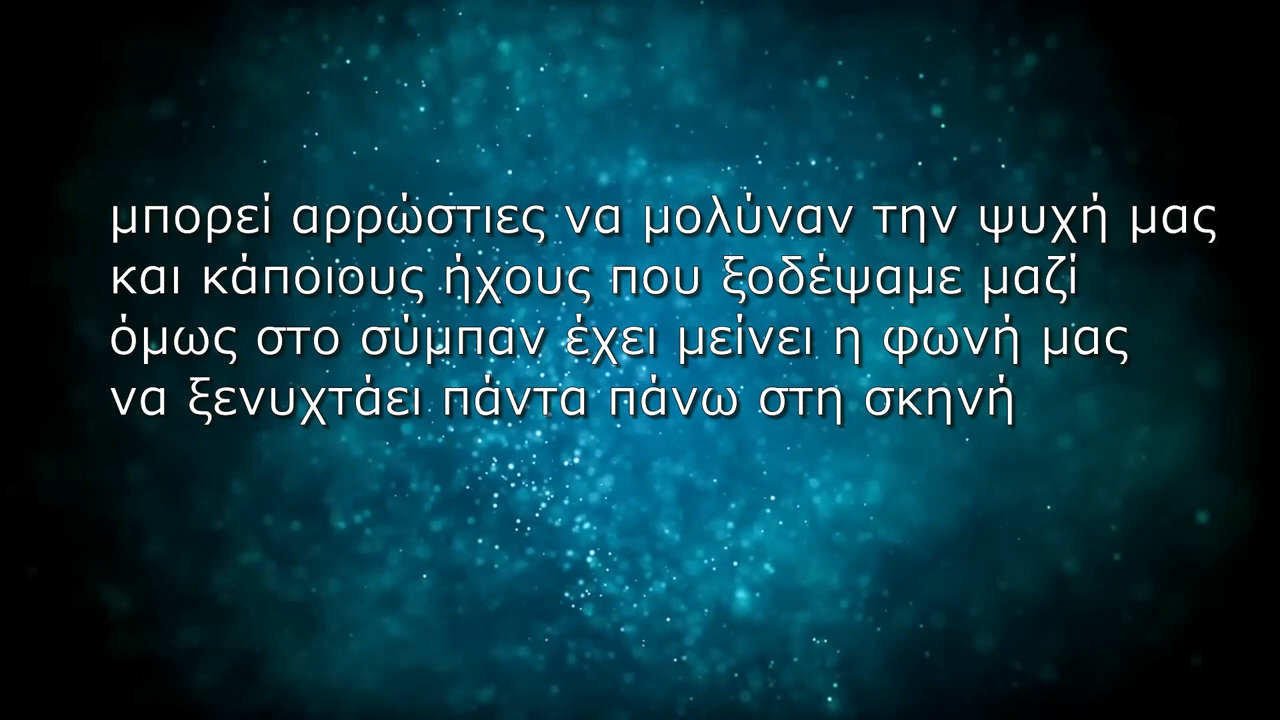 μπορεί αρρώστιες να μολύναν την ψυχή μας
και κάποιους ήχους που ξοδέψαμε μαζί
όμως στο σύμπαν έχει μείνει η φωνή μας
να ξενυχτάει πάντα πάνω στη σκηνή